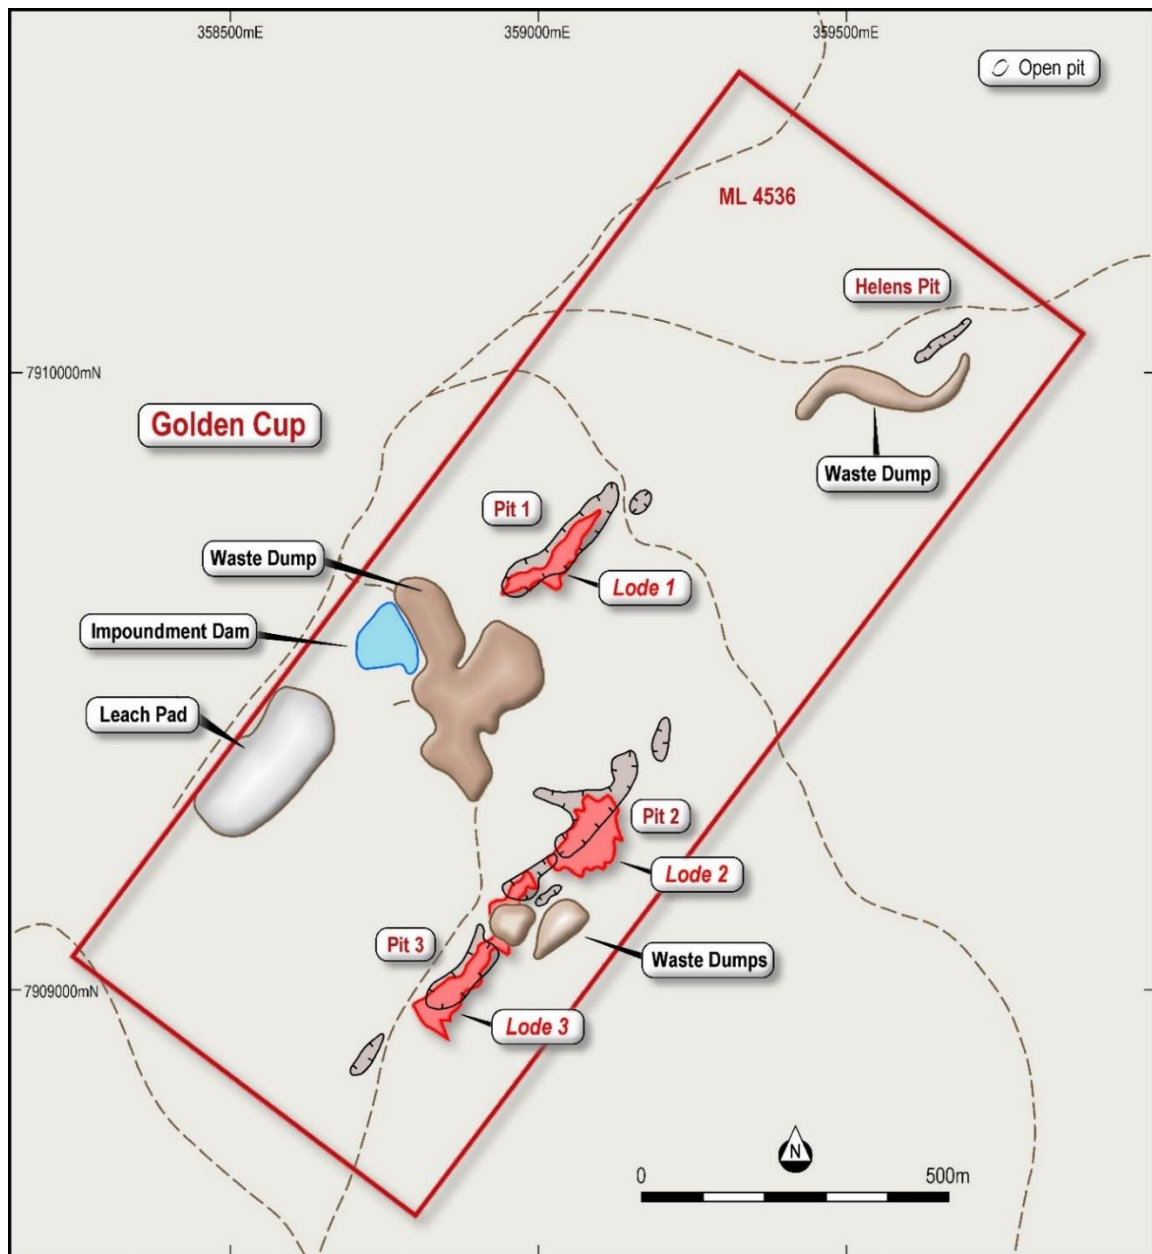 358500mE
359000mE
359500mE
Open pit
ML 4536
Helens Pit
7910000mN
Golden Cup
Waste Dump
Pit 1
Waste Dump
Lode 1
Impoundment Dam
Leach Pad
Pit 2
Lode 2
Pit 3
Waste Dumps
7909000mN
Lode 3
N
0
500m